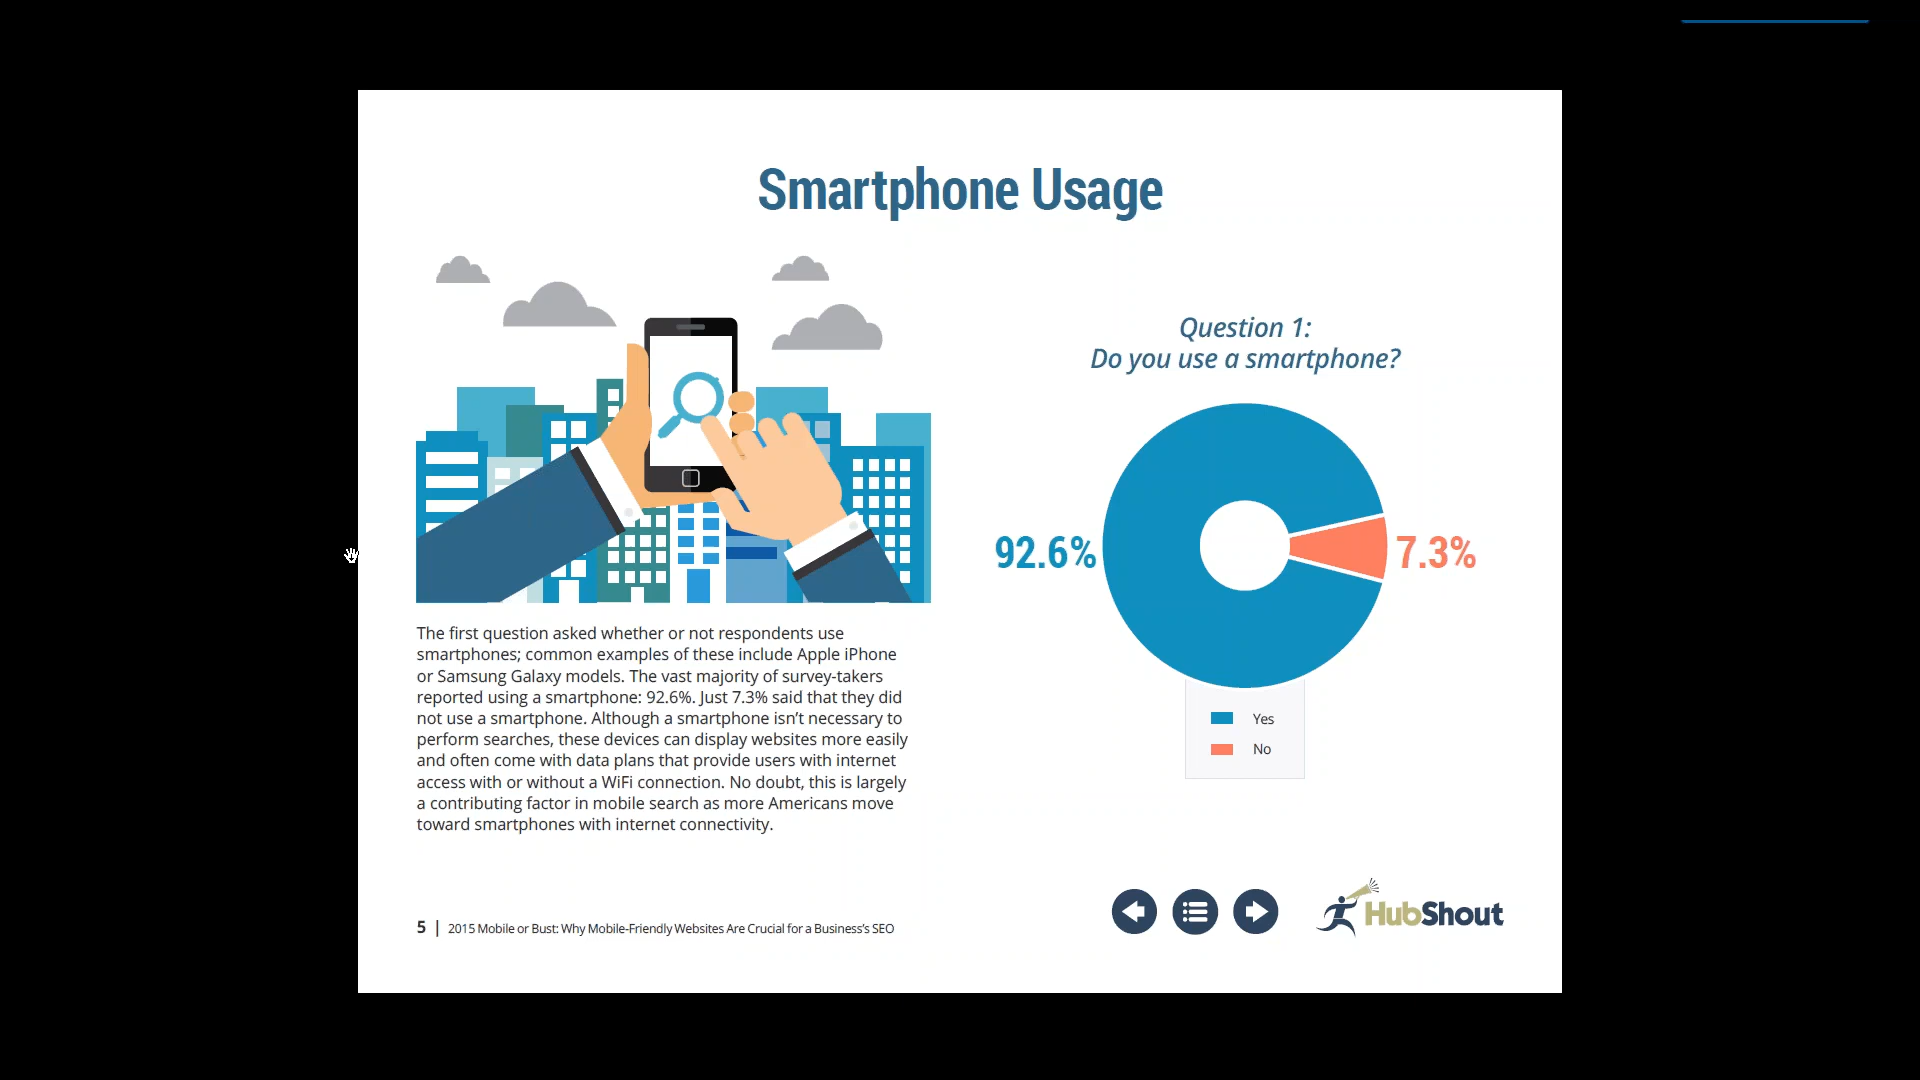 Smartphone Usage
Question 1:
Do you use a smartphone?
92.6%
7.3%
Yes
No
The first question asked whether or not respondents use
smartphones; common examples of these include Apple iPhone
or Samsung Galaxy models. The vast majority of survey-takers
reported using a smartphone: 92.6%. Just 7.3% said that they did
not use a smartphone. Although a smartphone isn’t necessary to
perform searches, these devices can display websites more easily
and often come with data plans that provide users with internet
access with or without a WiFi connection. No doubt, this is largely
a contributing factor in mobile search as more Americans move
toward smartphones with internet connectivity.
5 | 2015 Mobile or Bust: Why Mobile-Friendly Websites Are Crucial for a Business’s SEO
HubShout